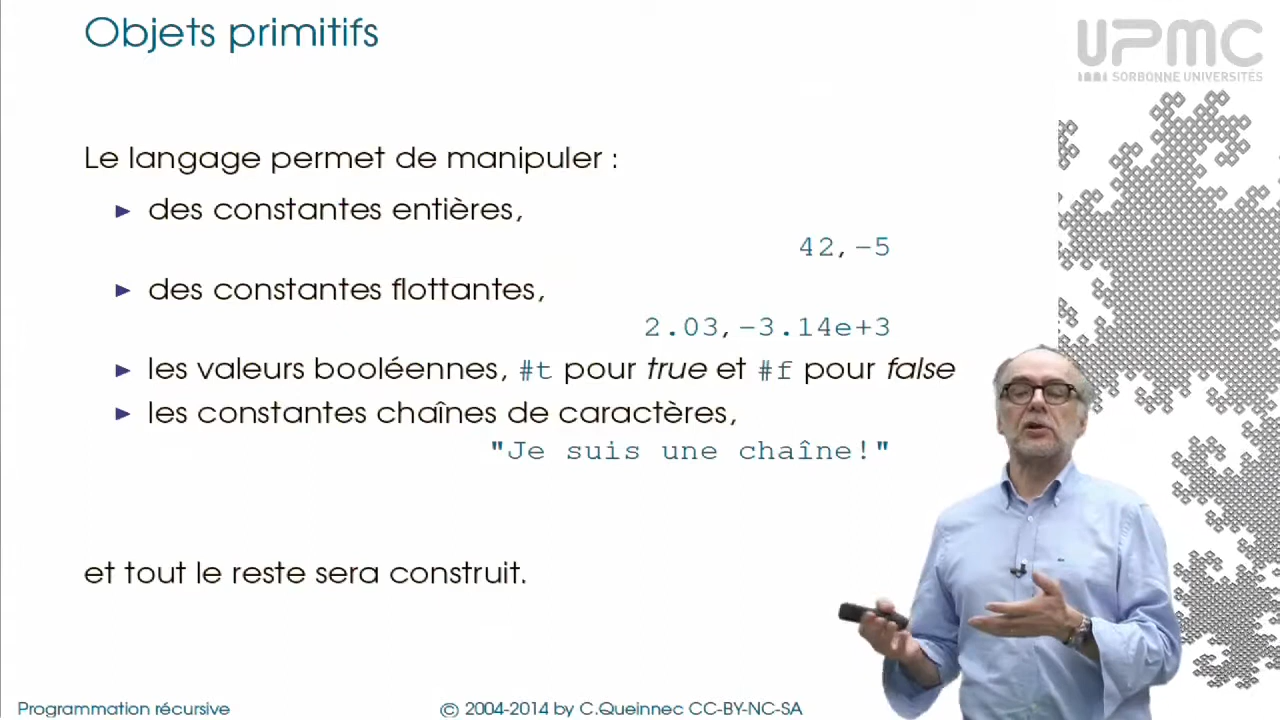 Objets primitifs
UPMC
SORBONNE UNIVERSITÉS
Le langage permet de manipuler :
des constantes entières,
42, -5
des constantes flottantes,
2.03, -3.14e+3
les valeurs booléennes, #t pour true et #f pour false
les constantes chaînes de caractères,
"Je suis une chaîne!"
et tout le reste sera construit.
Programmation récursive
© 2004-2014 by C.Queinnec CC-BY-NC-SA